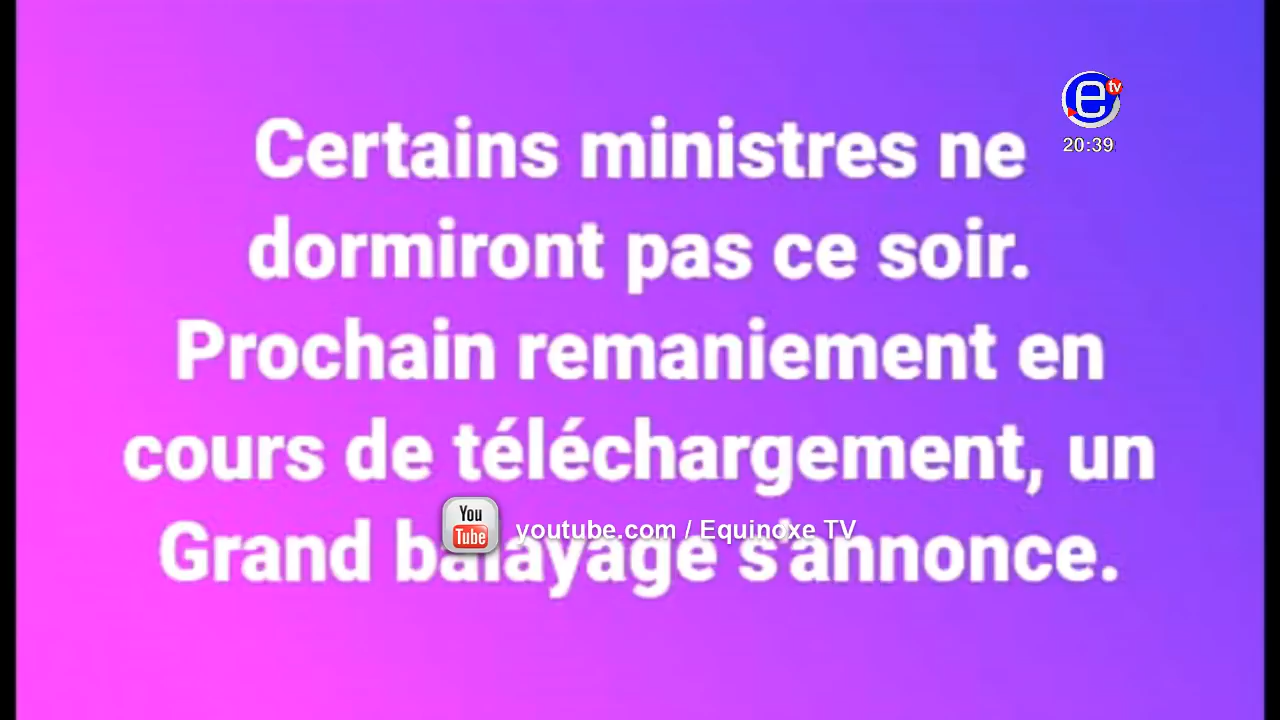 Certains ministres ne
dormiront pas ce soir.
Prochain remaniement en
cours de téléchargement, un
Grand balayage s'annonce.
e tv
20:39
You
Tube
youtube.com / Equinoxe TV